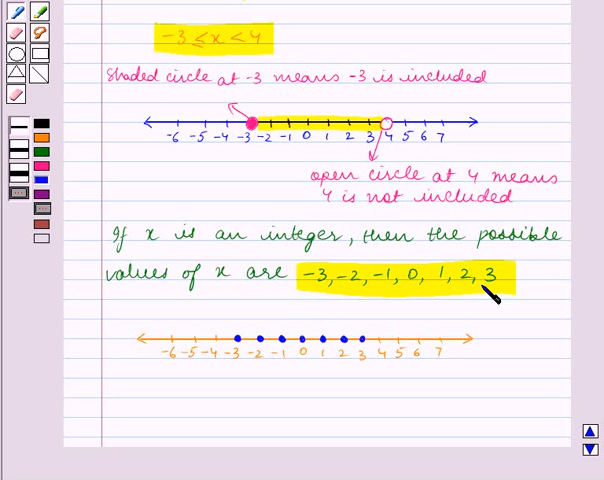 -3 ≤ x < 4
Shaded circle at -3 means -3 is included
-6 -5 -4 -3 -2 -1 0 1 2 3 4 5 6 7
open circle at 4 means
4 is not included
If x is an integer, then the possible
values of x are -3, -2, -1, 0, 1, 2, 3
-6 -5 -4 -3 -2 -1 0 1 2 3 4 5 6 7